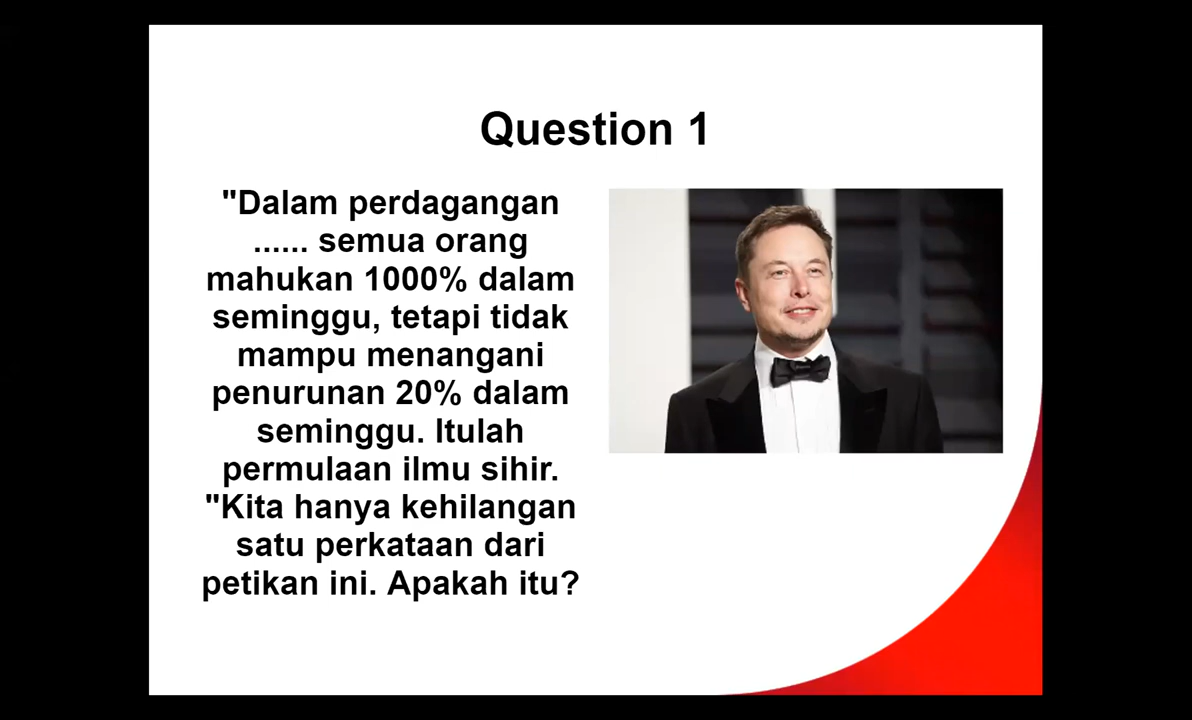 Question 1
"Dalam perdagangan
...... semua orang
mahukan 1000% dalam
seminggu, tetapi tidak
mampu menangani
penurunan 20% dalam
seminggu. Itulah
permulaan ilmu sihir.
"Kita hanya kehilangan
satu perkataan dari
petikan ini. Apakah itu?